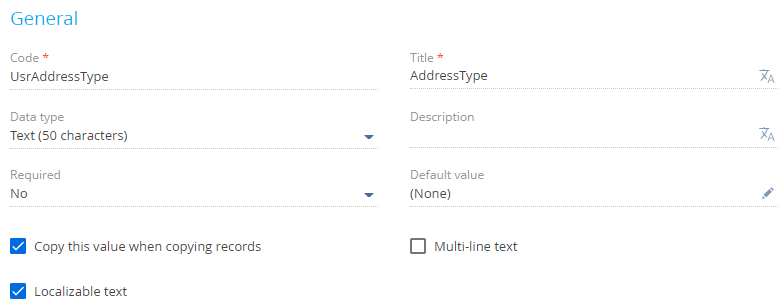 General
Code *
UsrAddressType
Title *
AddressType
Data type
Text (50 characters)
Description
Required
No
Default value
(None)
Copy this value when copying records
Multi-line text
Localizable text